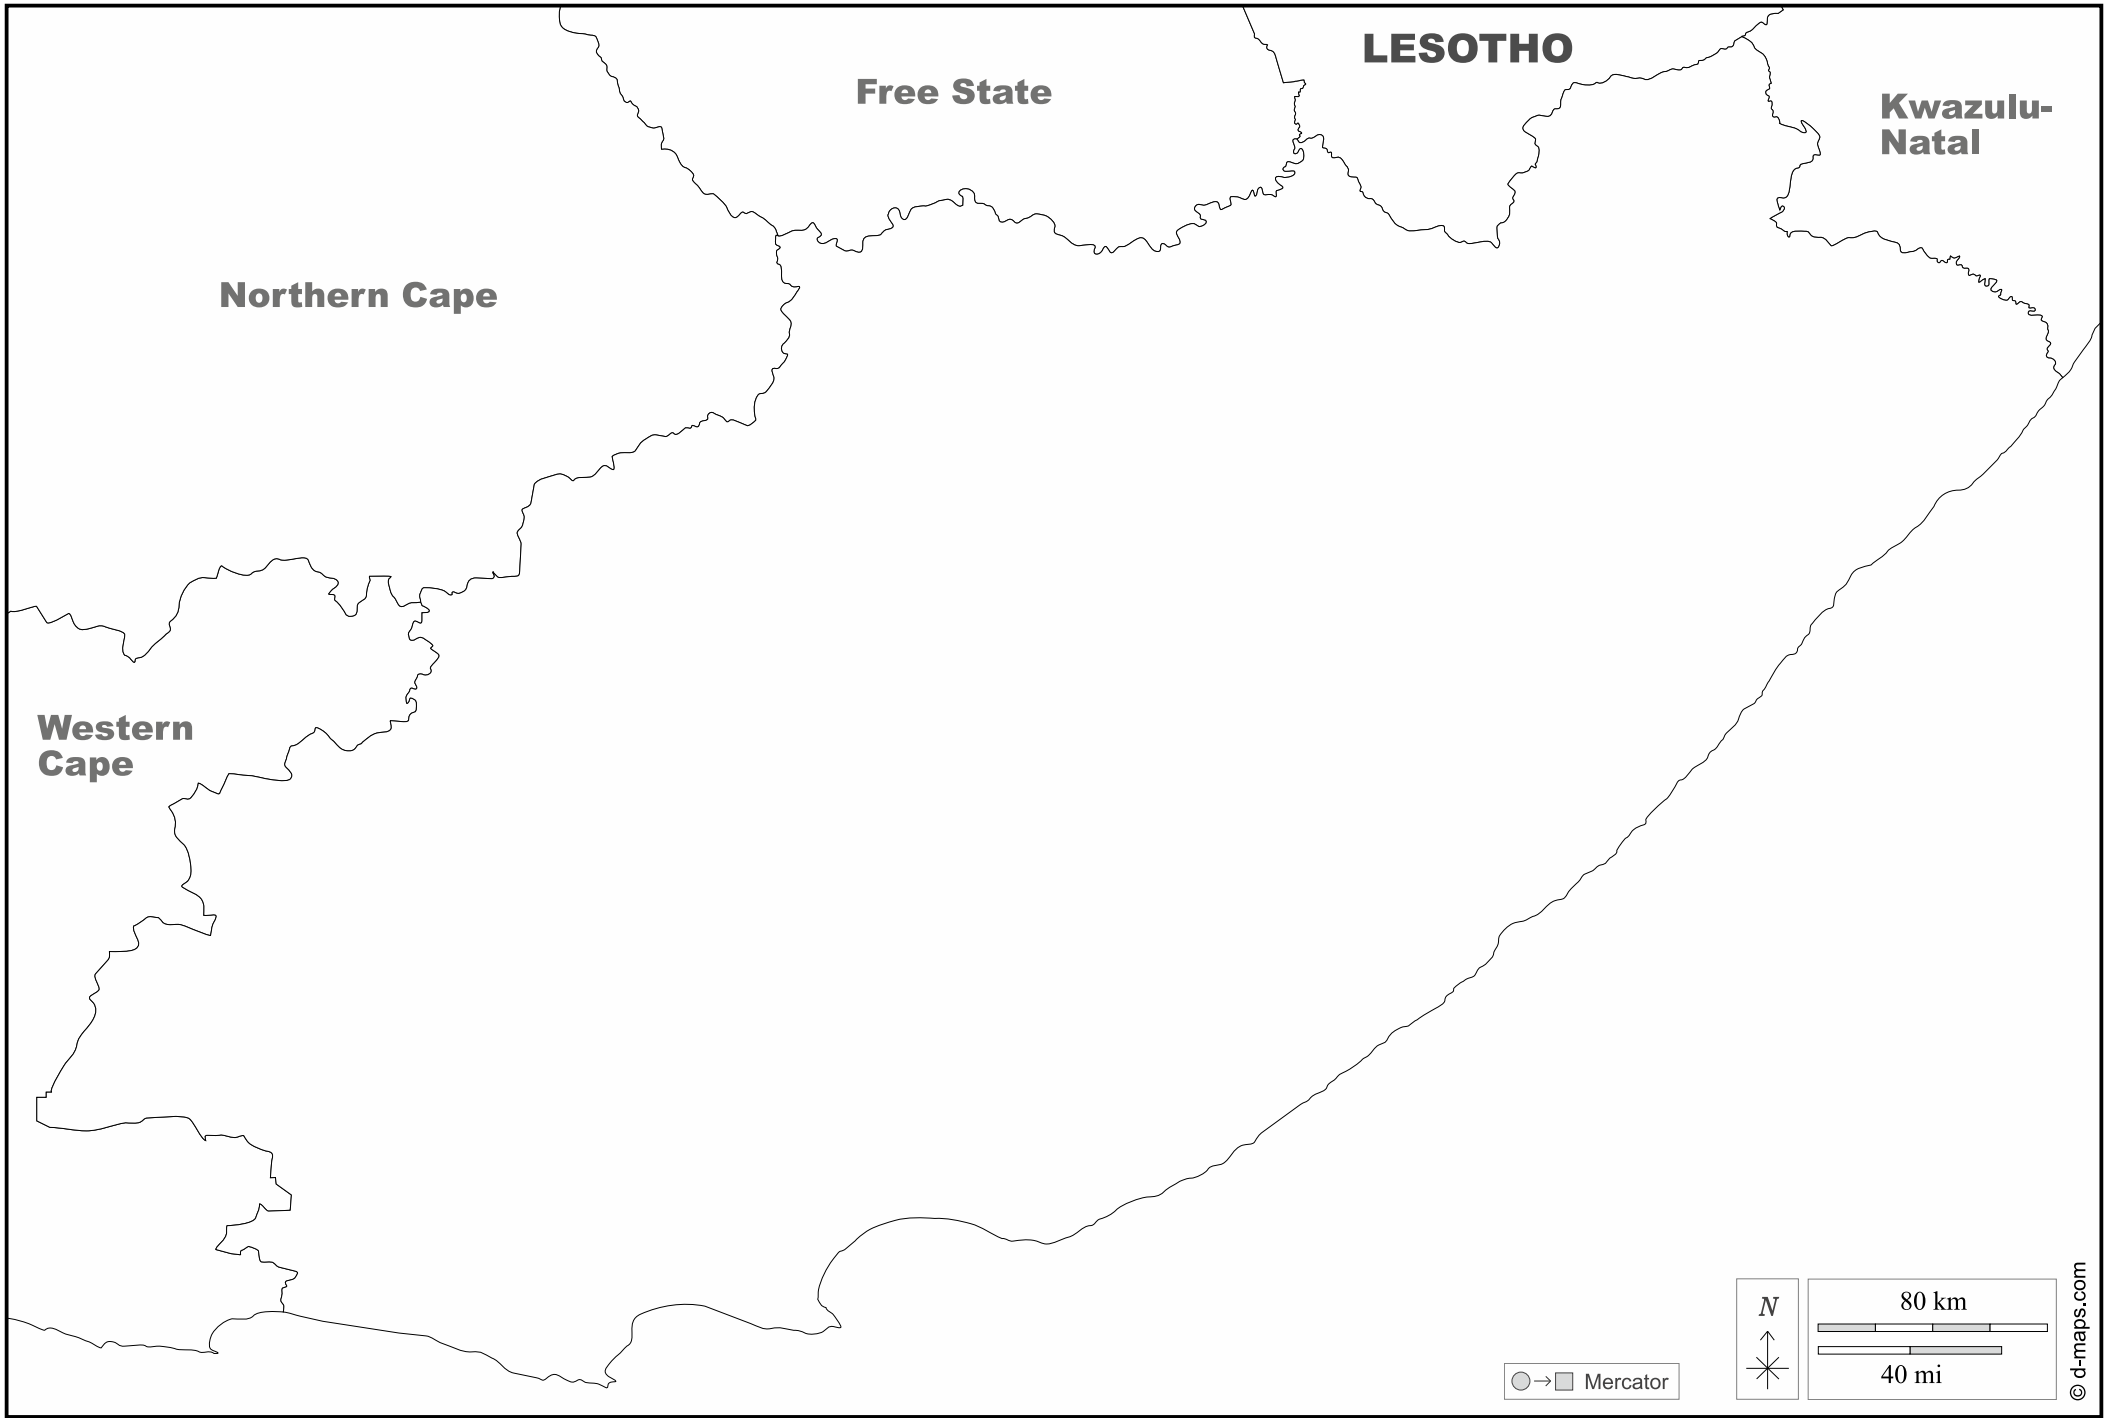 LESOTHO
Free State
Kwazulu-
Natal
Northern Cape
Western
Cape
N
80 km
40 mi
Mercator
© d-maps.com